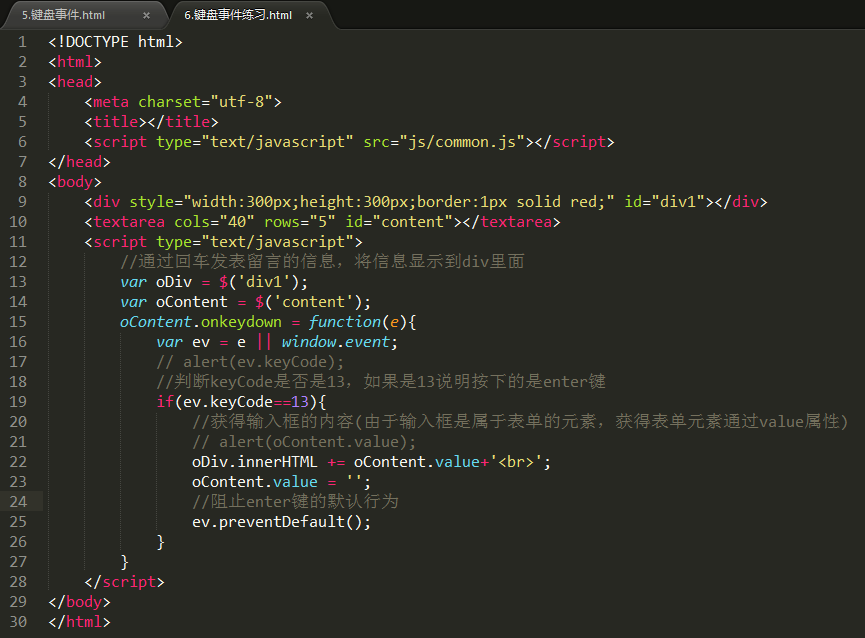 5.键盘事件.html × 6.键盘事件练习.html ×
1 <!DOCTYPE html>
2 <html>
3 <head>
4     <meta charset="utf-8">
5     <title></title>
6     <script type="text/javascript" src="js/common.js"></script>
7 </head>
8 <body>
9     <div style="width:300px;height:300px;border:1px solid red;" id="div1"></div>
10     <textarea cols="40" rows="5" id="content"></textarea>
11     <script type="text/javascript">
12         //通过回车发表留言的信息，将信息显示到div里面
13         var oDiv = $('div1');
14         var oContent = $('content');
15         oContent.onkeydown = function(e){
16             var ev = e || window.event;
17             // alert(ev.keyCode);
18             //判断keyCode是否是13，如果是13说明按下的是enter键
19             if(ev.keyCode==13){
20                 //获得输入框的内容(由于输入框是属于表单的元素，获得表单元素通过value属性)
21                 // alert(oContent.value);
22                 oDiv.innerHTML += oContent.value+'<br>';
23                 oContent.value = '';
24                 //阻止enter键的默认行为
25                 ev.preventDefault();
26             }
27         }
28     </script>
29 </body>
30 </html>